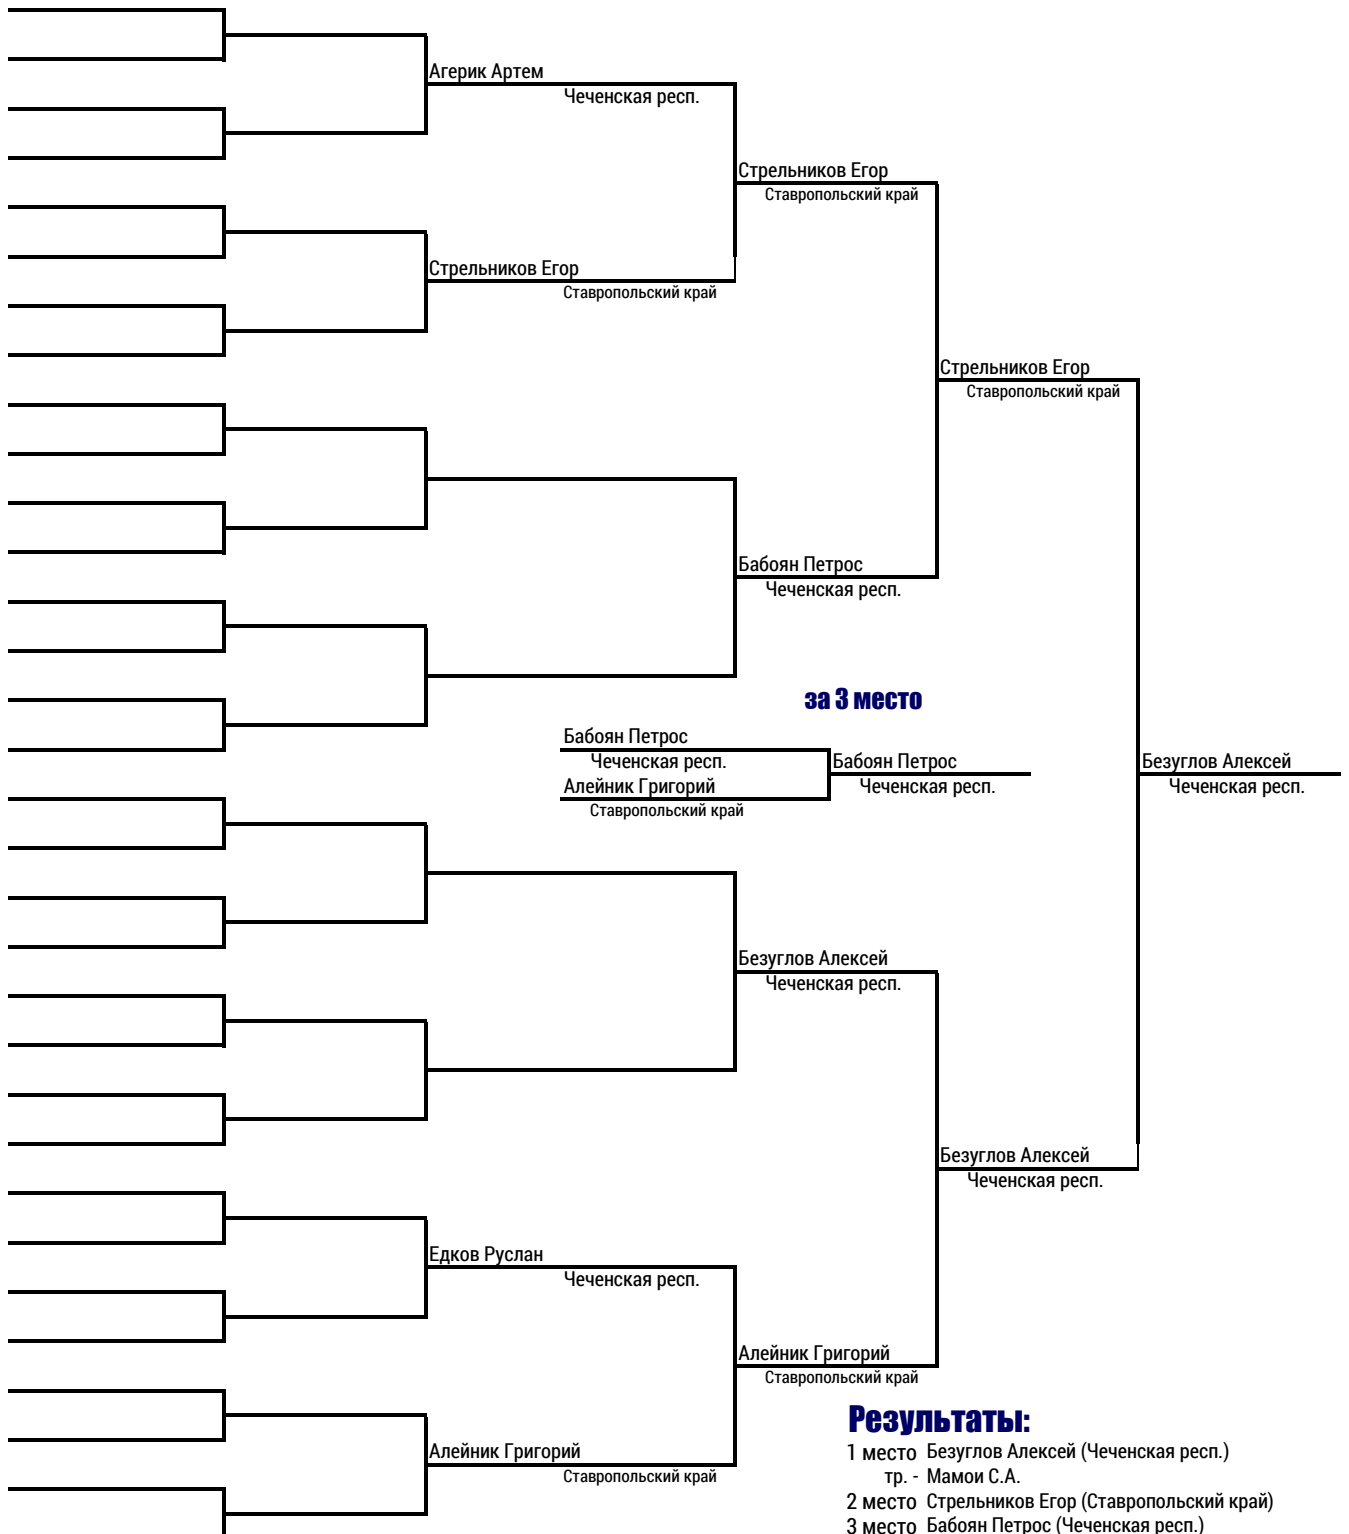 Агерик Артем
Чеченская респ.
Стрельников Егор
Ставропольский край
Стрельников Егор
Ставропольский край
Стрельников Егор
Ставропольский край
Бабоян Петрос
Чеченская респ.
за 3 место
Бабоян Петрос
Чеченская респ.
Алейник Григорий
Ставропольский край
Бабоян Петрос
Чеченская респ.
Безуглов Алексей
Чеченская респ.
Безуглов Алексей
Чеченская респ.
Безуглов Алексей
Чеченская респ.
Едков Руслан
Чеченская респ.
Алейник Григорий
Ставропольский край
Алейник Григорий
Ставропольский край
Результаты:
1 место Безуглов Алексей (Чеченская респ.)
тр. - Мамои С.А.
2 место Стрельников Егор (Ставропольский край)
3 место Бабоян Петрос (Чеченская респ.)